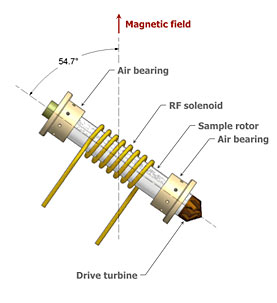 Magnetic field
54.7°
Air bearing
RF solenoid
Sample rotor
Air bearing
Drive turbine